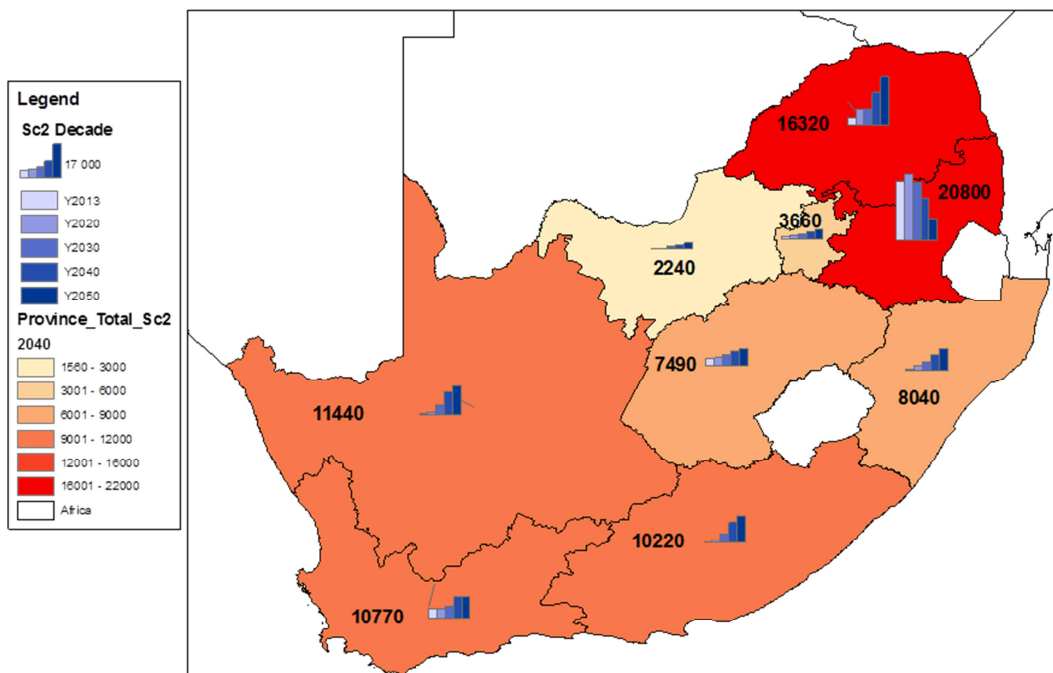 Legend
Sc2 Decade
17 000
Y2013
Y2020
Y2030
Y2040
Y2050
Province_Total_Sc2
2040
1560 - 3000
3001 - 6000
6001 - 9000
9001 - 12000
12001 - 16000
16001 - 22000
Africa
16320
20800
3660
2240
7490
8040
11440
10220
10770